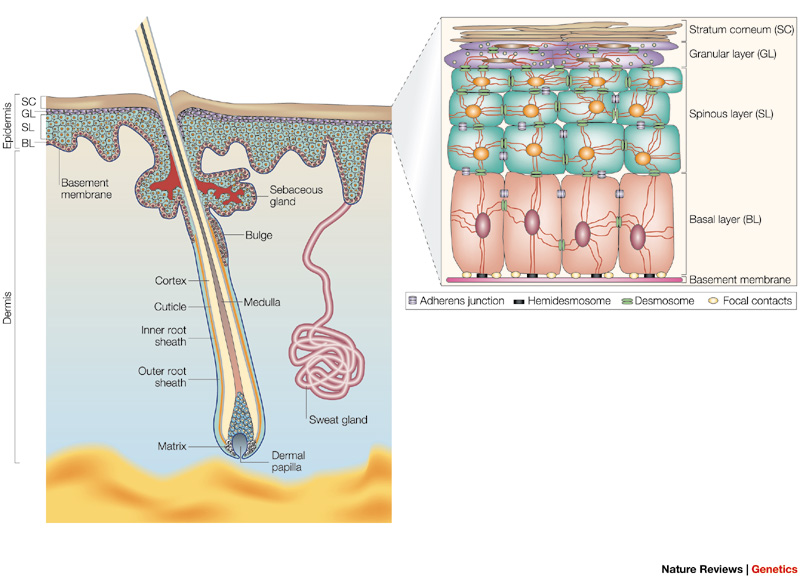 Epidermis
SC
GL
SL
BL
Dermis
Basement
membrane
Sebaceous
gland
Bulge
Cortex
Medulla
Cuticle
Inner root
sheath
Outer root
sheath
Sweat gland
Matrix
Dermal
papilla
Stratum corneum (SC)
Granular layer (GL)
Spinous layer (SL)
Basal layer (BL)
Basement membrane
Adherens junction
Hemidesmosome
Desmosome
Focal contacts
Nature Reviews | Genetics